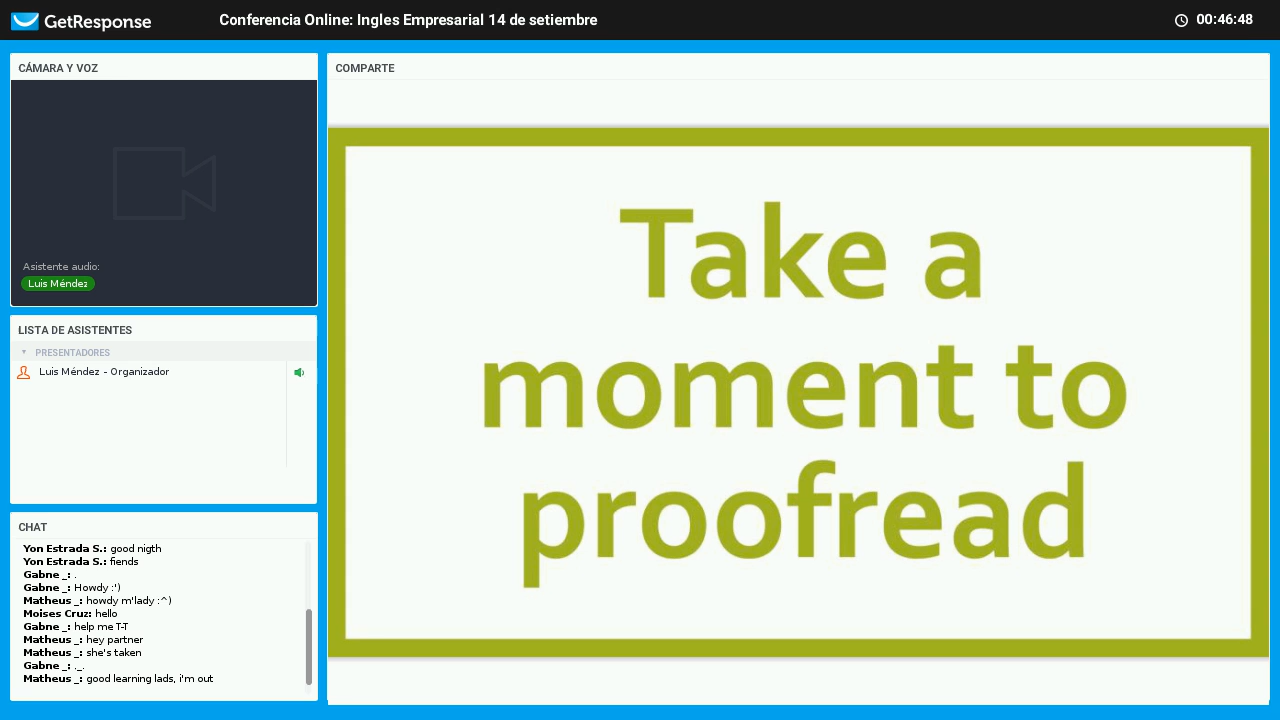 GetResponse
Conferencia Online: Ingles Empresarial 14 de setiembre
00:46:48
CÁMARA Y VOZ
Asistente audio:
Luis Méndez
LISTA DE ASISTENTES
PRESENTADORES
Luis Méndez - Organizador
CHAT
Yon Estrada S.: good nigth
Yon Estrada S.: fiends
Gabne _: .
Gabne _: Howdy :')
Matheus _: howdy m'lady :^)
Moises Cruz: hello
Gabne _: help me T-T
Matheus _: hey partner
Matheus _: she's taken
Gabne _: ._.
Matheus _: good learning lads, i'm out
COMPARTE
Take a
moment to
proofread